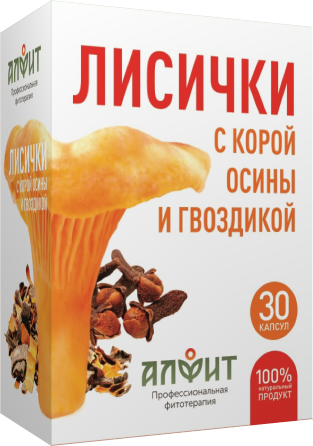 АЛФИТ
Профессиональная
фитотерапия
ЛИСИЧКИ
С КОРОЙ
ОСИНЫ
И ГВОЗДИКОЙ
ЛИСИЧКИ
С КОРОЙ
ОСИНЫ
И ГВОЗДИКОЙ
30
КАПСУЛ
АЛФИТ
Профессиональная
фитотерапия
100%
натуральный
ПРОДУКТ